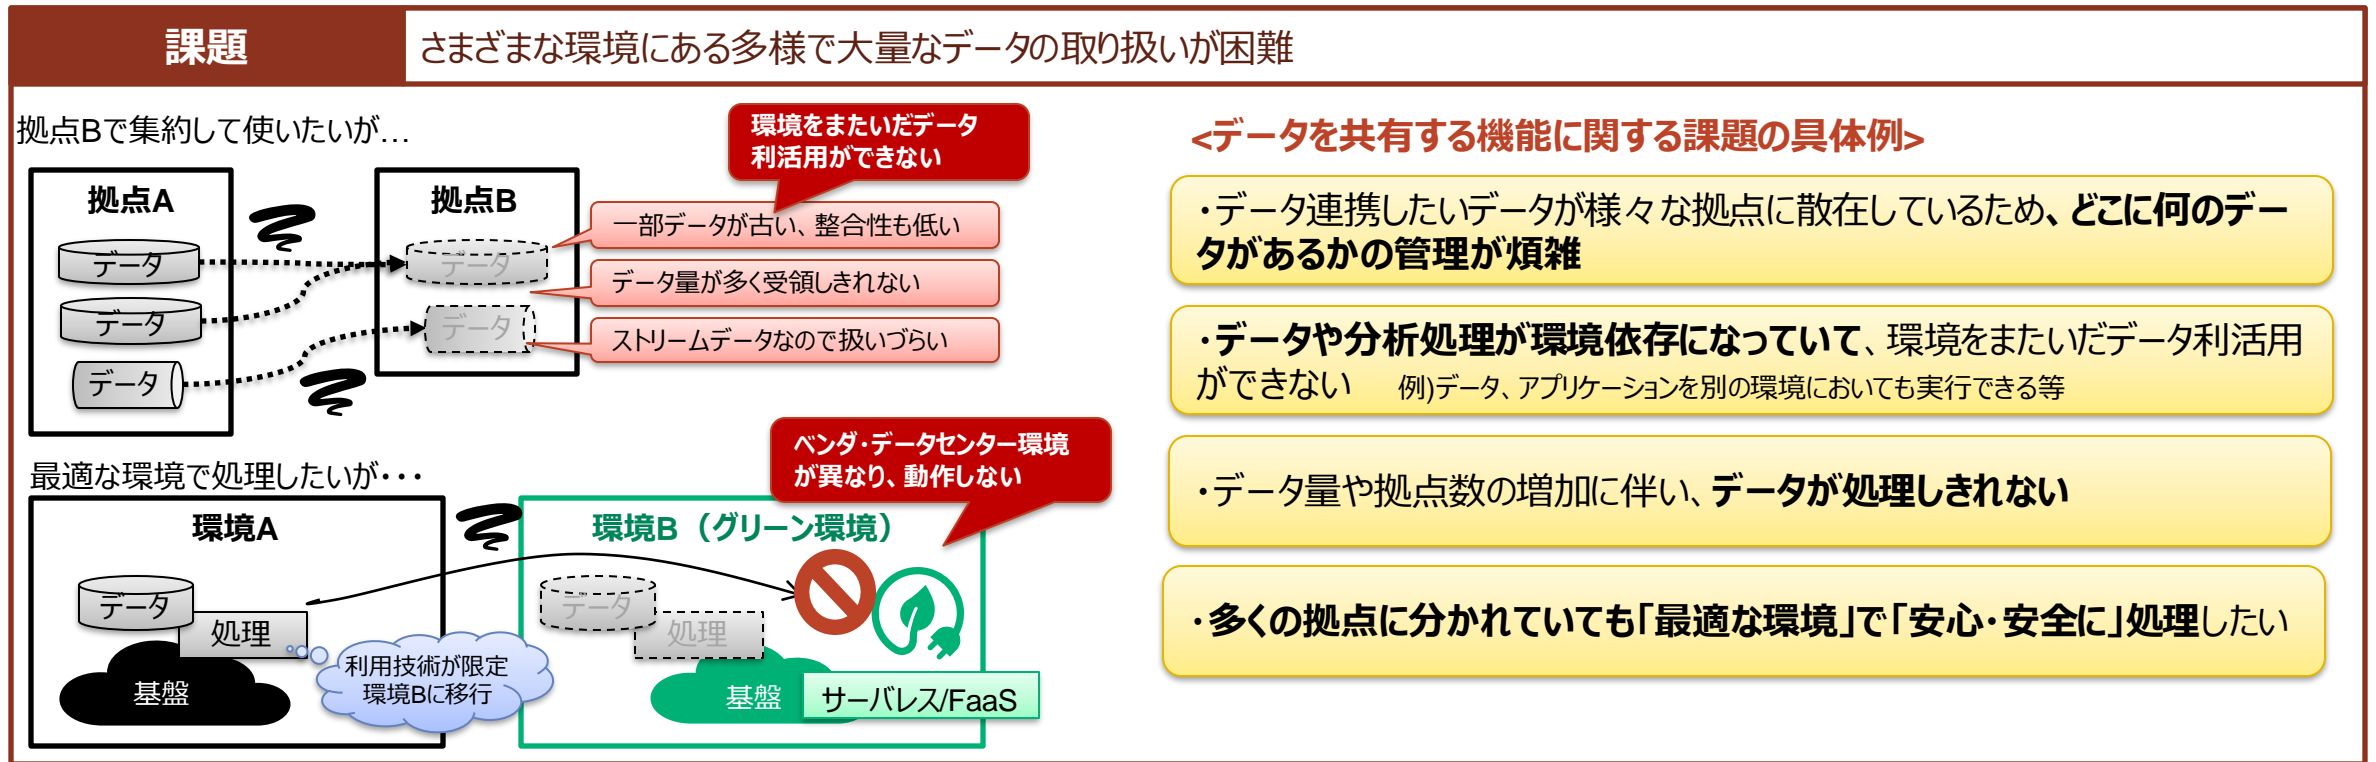 課題
さまざまな環境にある多様で大量なデータの取り扱いが困難
拠点Bで集約して使いたいが…
環境をまたいだデータ
利活用ができない
拠点A
拠点B
データ
データ
データ
データ
データ
一部データが古い、整合性も低い
データ量が多く受領しきれない
ストリームデータなので扱いづらい
最適な環境で処理したいが・・・
ベンダ・データセンター環境
が異なり、動作しない
環境A
環境B（グリーン環境）
データ
処理
基盤
利用技術が限定
環境Bに移行
データ
処理
基盤
サーバレス/FaaS
<データを共有する機能に関する課題の具体例>
・データ連携したいデータが様々な拠点に散在しているため、どこに何のデー
タがあるかの管理が煩雑
・データや分析処理が環境依存になっていて、環境をまたいだデータ利活用
ができない 例)データ、アプリケーションを別の環境においても実行できる等
・データ量や拠点数の増加に伴い、データが処理しきれない
・多くの拠点に分かれていても「最適な環境」で「安心・安全に」処理したい